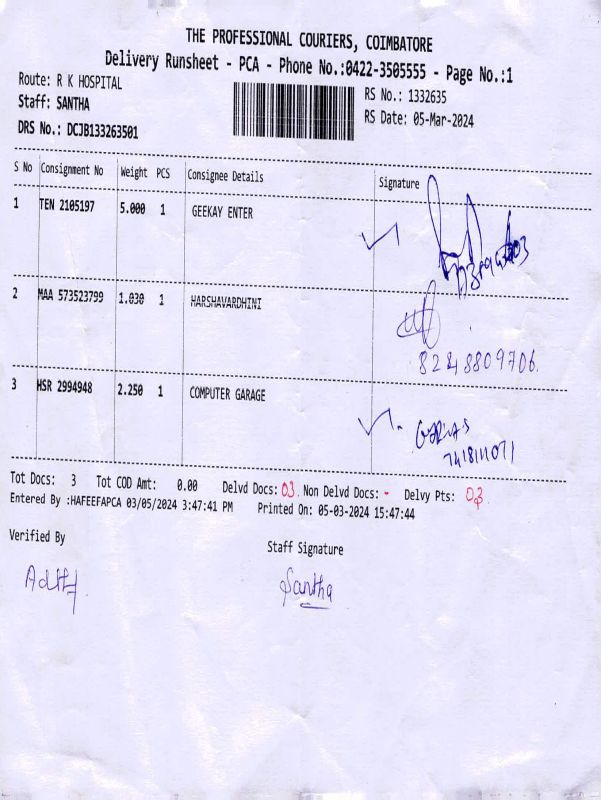 THE PROFESSIONAL COURIERS, COIMBATORE
Delivery Runsheet - PCA - Phone No.:0422-3505555 - Page No.:1
Route: R K HOSPITAL
RS No.: 1332635
Staff: SANTHA
RS Date: 05-Mar-2024
DRS No.: DCJB133263501
S No Consignment No Weight PCS Consignee Details Signature
1 TEN 2105197 5.000 1 GEEKAY ENTER
2 MAA 573523799 1.030 1 HARSHAVARDHINI
8248809706.
3 HSR 2994948 2.250 1 COMPUTER GARAGE
Tot Docs: 3 Tot COD Amt: 0.00 Delvd Docs: 03. Non Delvd Docs: - Delvy Pts: 03.
Entered By :HAFEEFAPCA 03/05/2024 3:47:41 PM Printed On: 05-03-2024 15:47:44
Verified By
Staff Signature
Santha